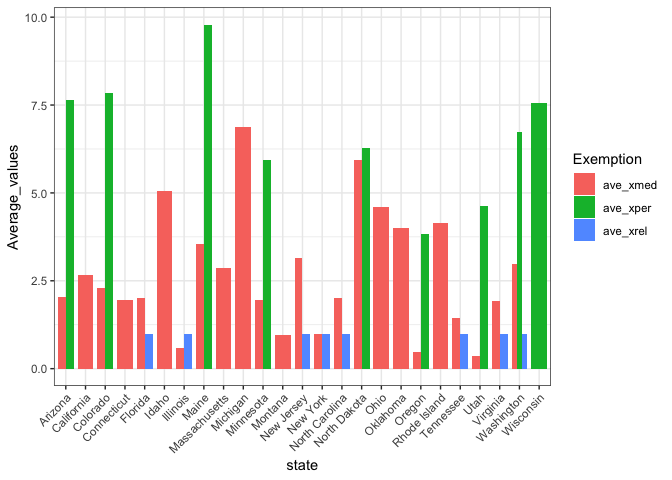 10.0
7.5
5.0
2.5
0.0
Average_values
Arizona
California
Colorado
Connecticut
Florida
Idaho
Illinois
Maine
Massachusetts
Michigan
Minnesota
Montana
New Jersey
New York
North Carolina
North Dakota
Ohio
Oklahoma
Oregon
Rhode Island
Tennessee
Utah
Virginia
Washington
Wisconsin
state
Exemption
ave_xmed
ave_xper
ave_xrel